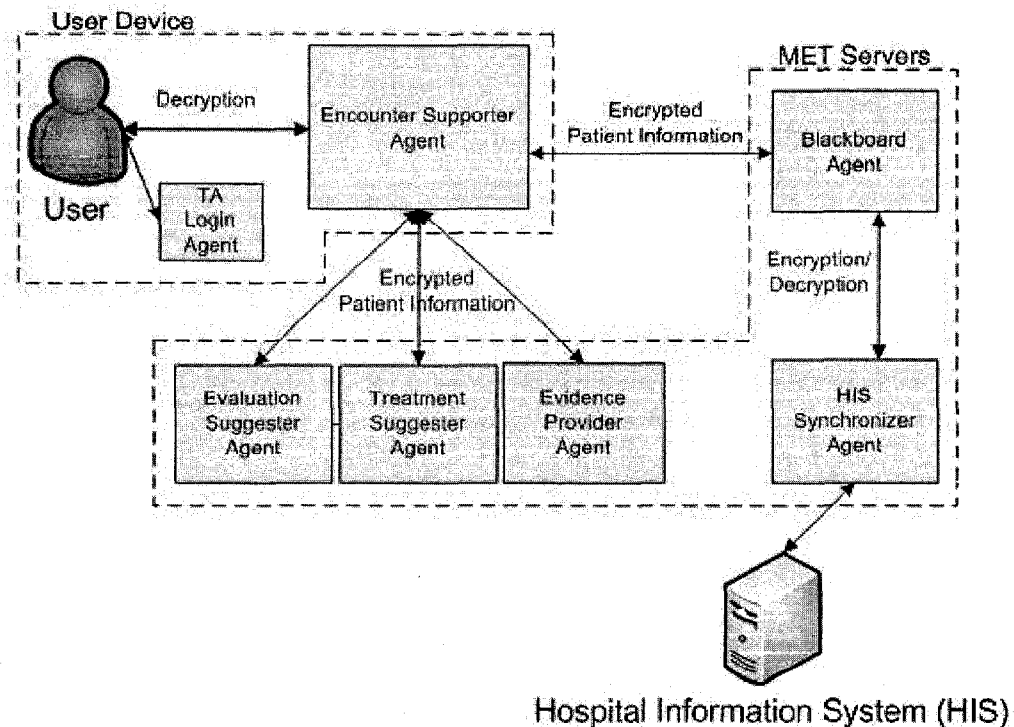 User Device
MET Servers
Decryption
Encounter Supporter
Agent
Encrypted
Patient Information
Blackboard
Agent
User
TA
Login
Agent
Encrypted
Patient Information
Encryption/
Decryption
Evaluation
Suggester
Agent
Treatment
Suggester
Agent
Evidence
Provider
Agent
HIS
Synchronizer
Agent
Hospital Information System (HIS)